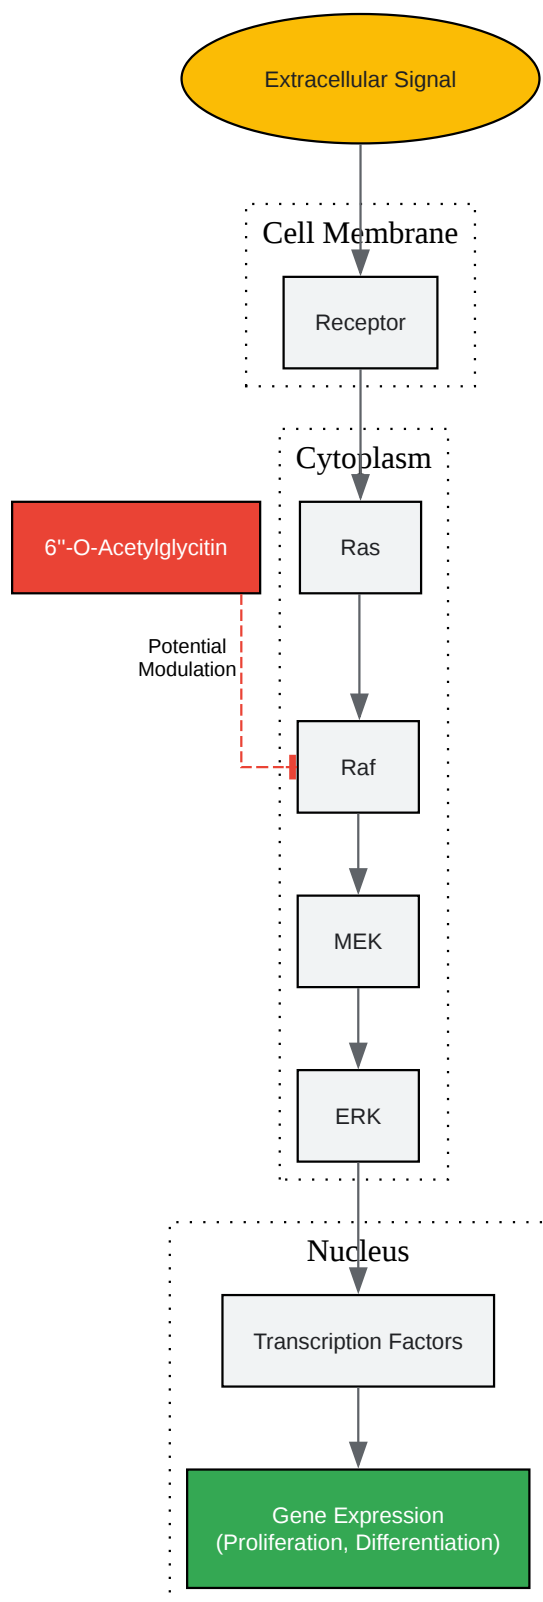 Extracellular Signal
Cell Membrane
Receptor
Cytoplasm
6''-O-Acetylglycitin
Ras
Potential
Modulation
Raf
MEK
ERK
Nucleus
Transcription Factors
Gene Expression
(Proliferation, Differentiation)